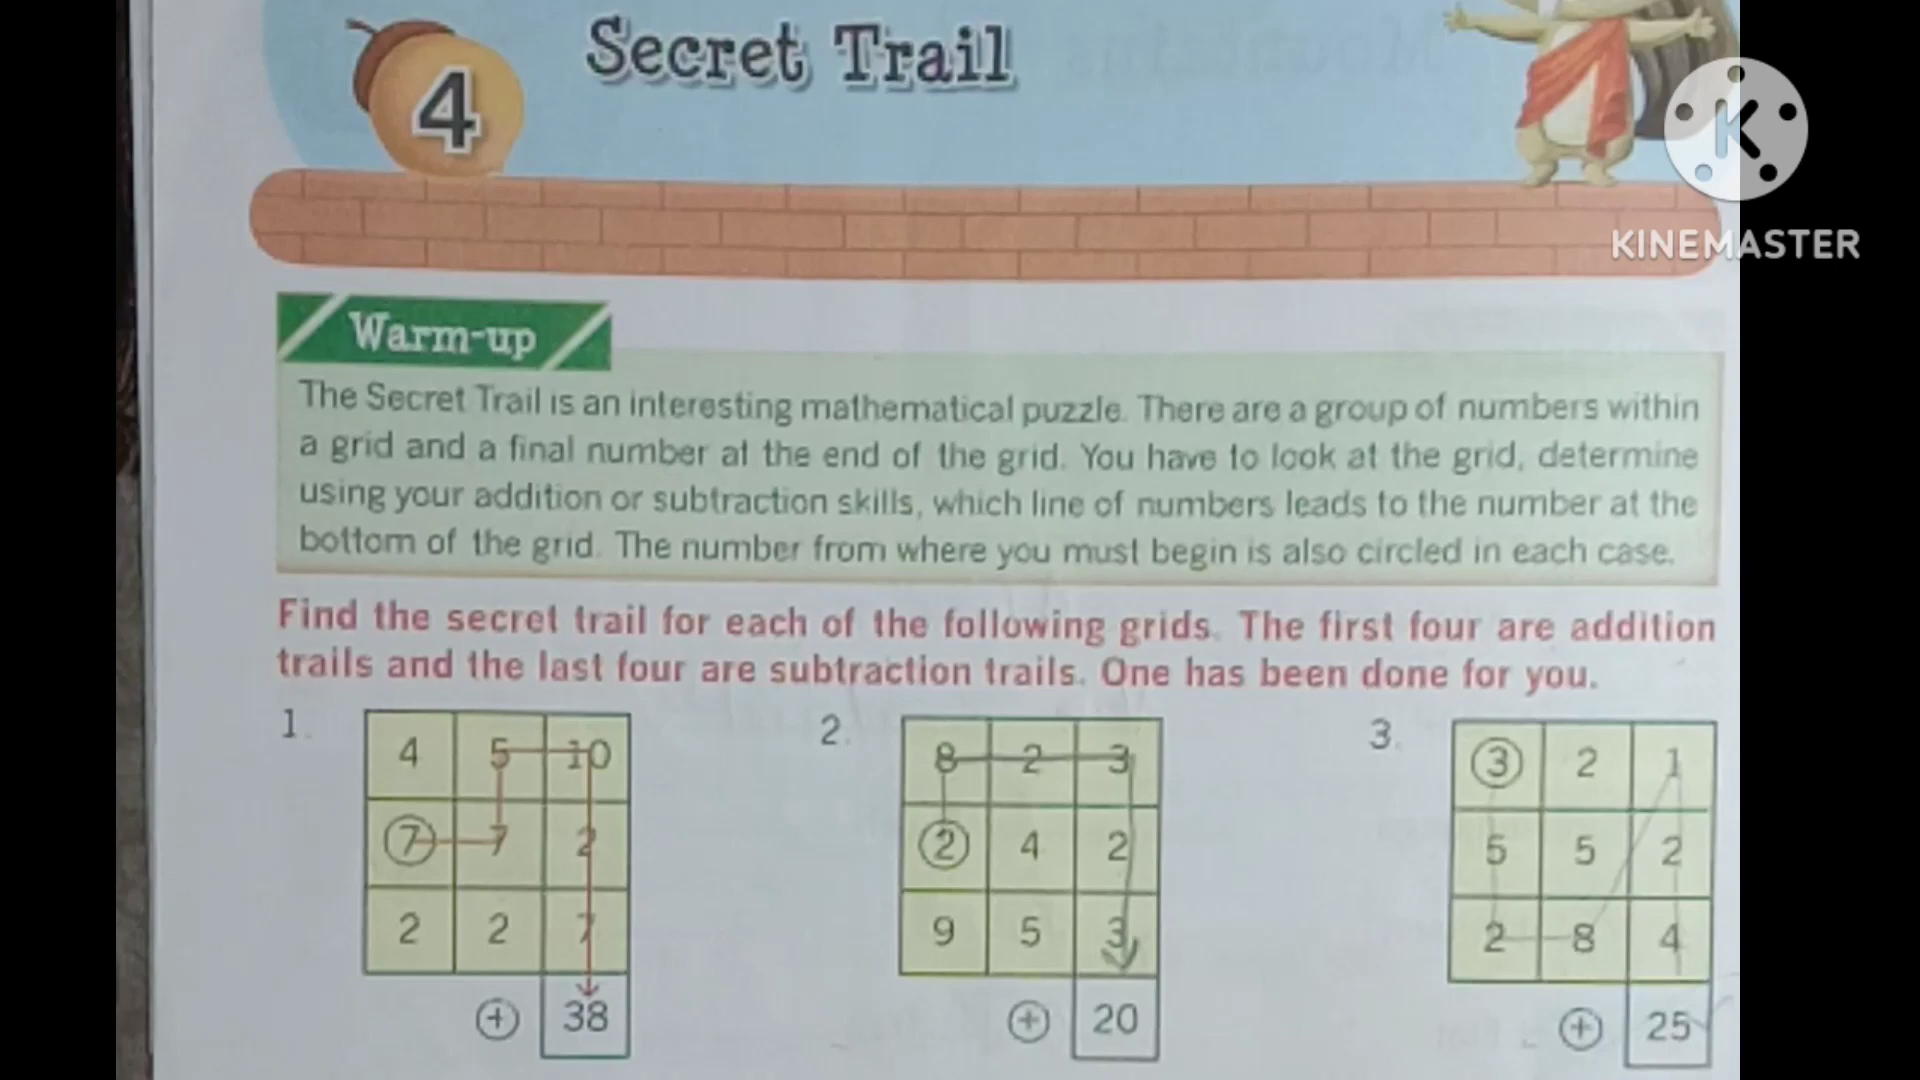 4
Secret Trail
K
KINEMASTER
Warm-up
The Secret Trail is an interesting mathematical puzzle. There are a group of numbers within
a grid and a final number at the end of the grid. You have to look at the grid, determine
using your addition or subtraction skills, which line of numbers leads to the number at the
bottom of the grid. The number from where you must begin is also circled in each case.
Find the secret trail for each of the following grids. The first four are addition
trails and the last four are subtraction trails. One has been done for you.
1.
4 5 10
7 7 2
2 2 7
+ 38
2.
8 2 3
2 4 2
9 5 3
+ 20
3.
3 2 1
5 5 2
2 8 4
+ 25